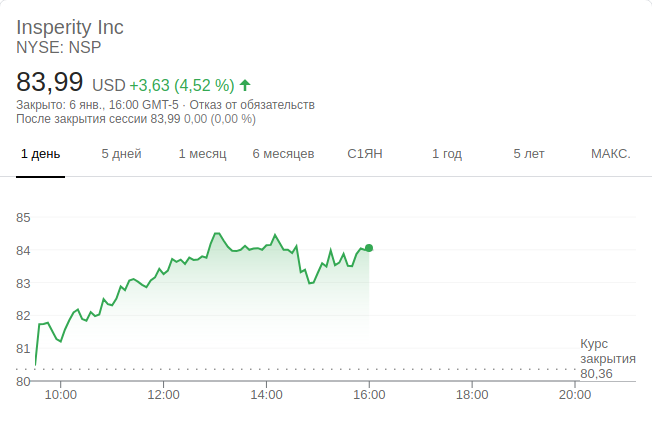 Insperity Inc
NYSE: NSP
83,99 USD +3,63 (4,52 %)
Закрыто: 6 янв., 16:00 GMT-5 · Отказ от обязательств
После закрытия сессии 83,99 0,00 (0,00 %)
1 день 5 дней 1 месяц 6 месяцев С1ЯН 1 год 5 лет МАКС.
85
84
83
82
81
Курс
закрытия
80,36
80
10:00 12:00 14:00 16:00 18:00 20:00